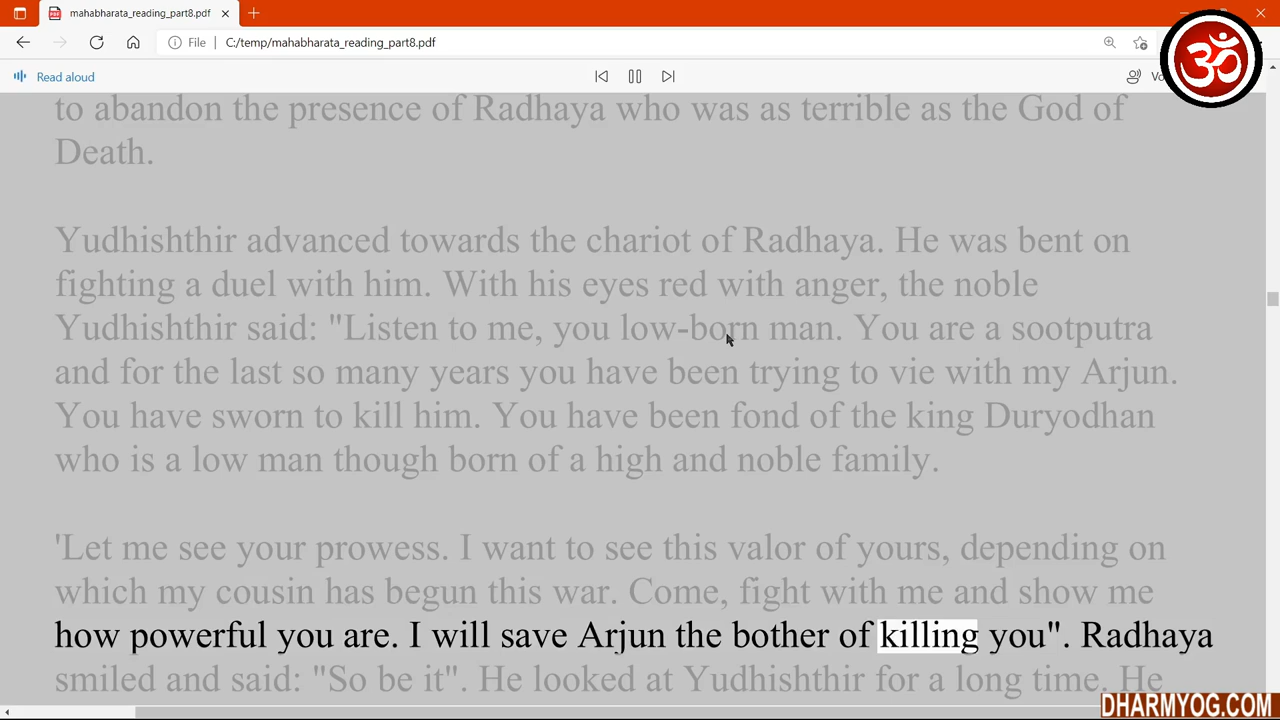 mahabharata_reading_part8.pdf
File C:/temp/mahabharata_reading_part8.pdf
Read aloud
ॐ
to abandon the presence of Radhaya who was as terrible as the God of
Death.
Yudhishthir advanced towards the chariot of Radhaya. He was bent on
fighting a duel with him. With his eyes red with anger, the noble
Yudhishthir said: "Listen to me, you low-born man. You are a sootputra
and for the last so many years you have been trying to vie with my Arjun.
You have sworn to kill him. You have been fond of the king Duryodhan
who is a low man though born of a high and noble family.
'Let me see your prowess. I want to see this valor of yours, depending on
which my cousin has begun this war. Come, fight with me and show me
how powerful you are. I will save Arjun the bother of killing you". Radhaya
smiled and said: "So be it". He looked at Yudhishthir for a long time. He
DHARMYOG.COM